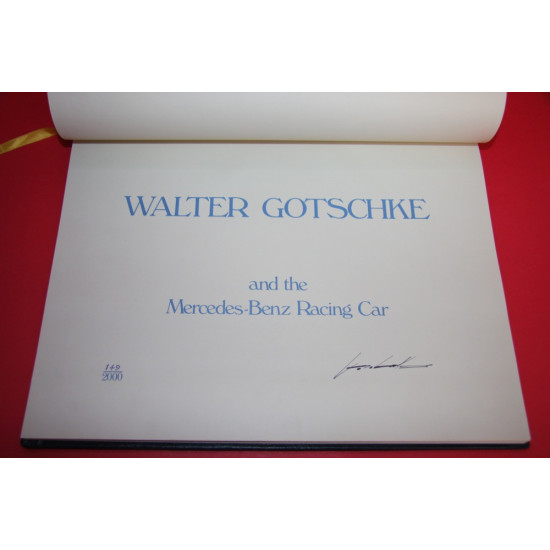 WALTER GOTSCHKE
and the
Mercedes-Benz Racing Car
149
2000